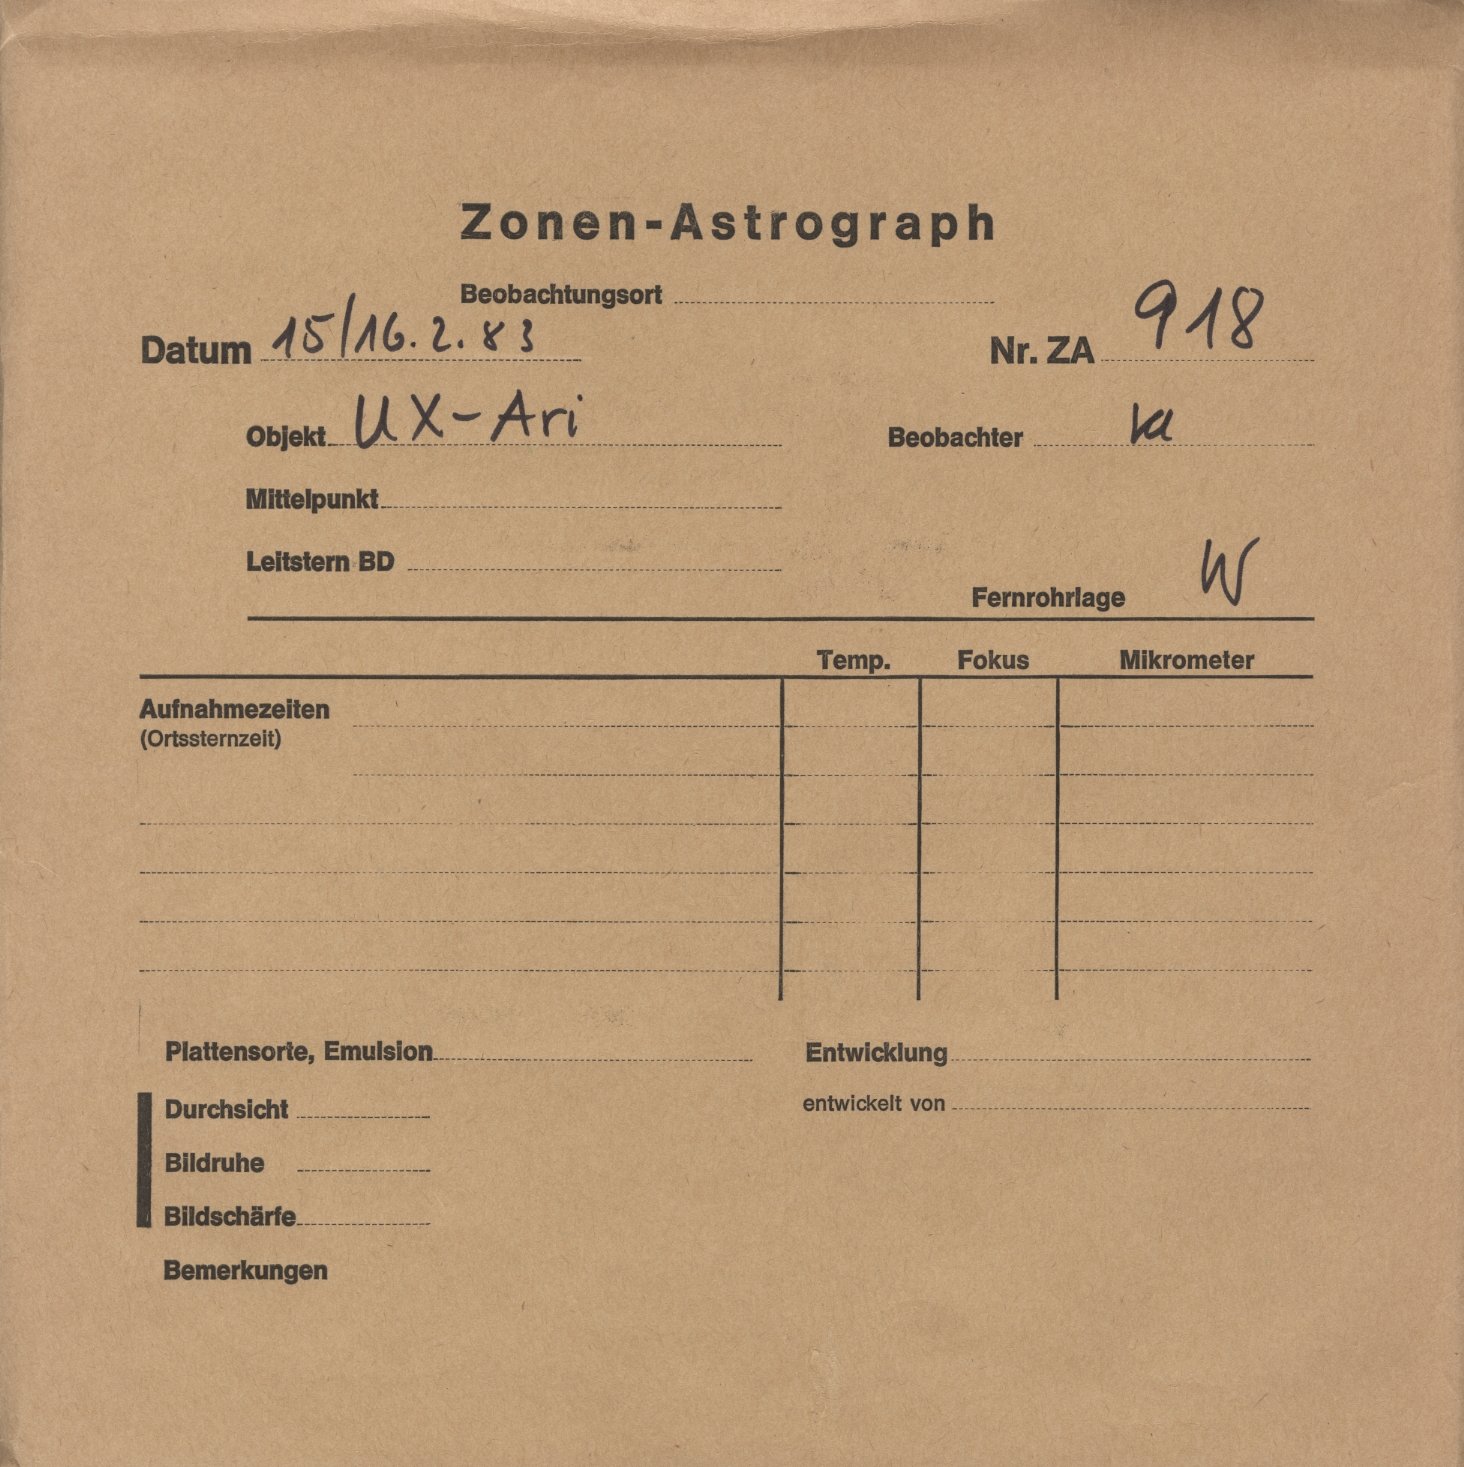 Zonen-Astrograph
Beobachtungsort
Datum 15/16.2.83 Nr. ZA 918
Objekt UX-Ari Beobachter
Mittelpunkt
Leitstern BD
Fernrohrlage W
Temp. Fokus Mikrometer
Aufnahmezeiten
(Ortssternzeit)
Plattensorte, Emulsion Entwicklung
Durchsicht entwickelt von
Bildruhe
Bildschärfe
Bemerkungen